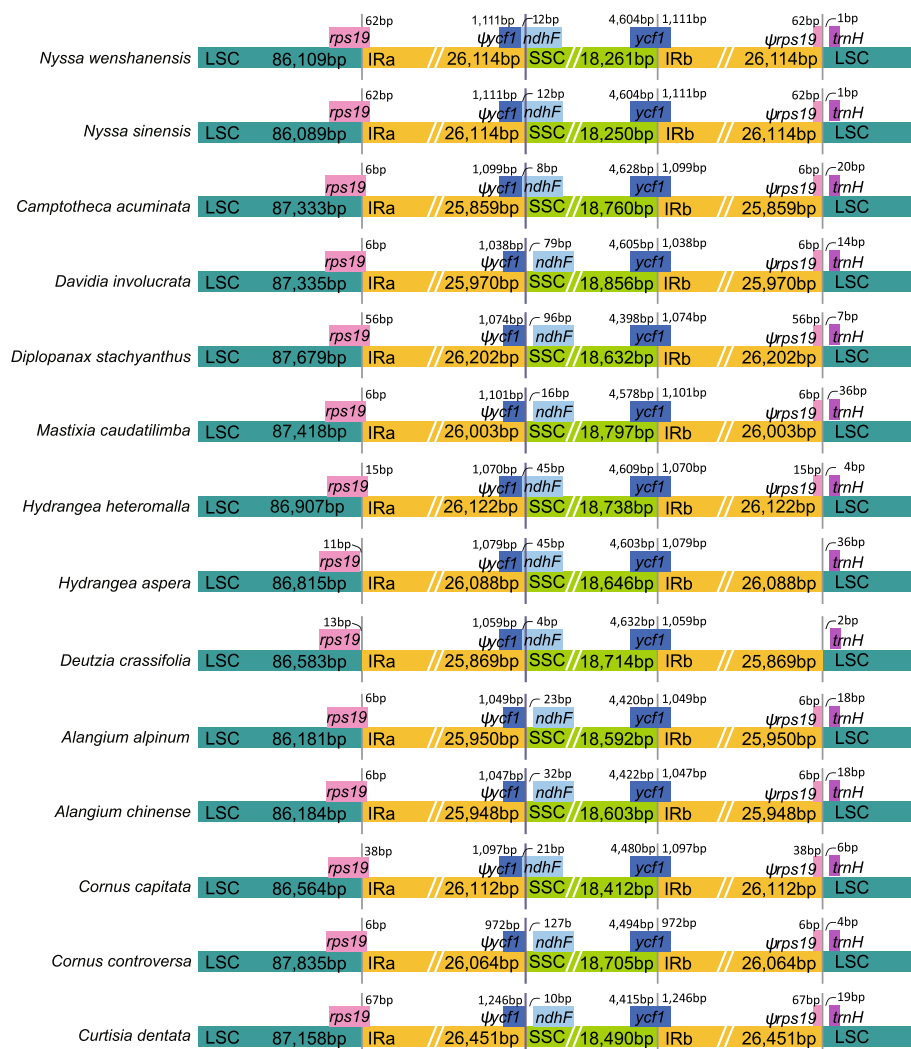 62bp 1,111bp 12bp 4,604bp 1,111bp 62bp 1bp
rps19 ψycf1 ndhF ycf1 ψrps19 trnH
Nyssa wenshanensis LSC 86,109bp IRa 26,114bp SSC 18,261bp IRb 26,114bp LSC
62bp 1,111bp 12bp 4,604bp 1,111bp 62bp 1bp
rps19 ψycf1 ndhF ycf1 ψrps19 trnH
Nyssa sinensis LSC 86,089bp IRa 26,114bp SSC 18,250bp IRb 26,114bp LSC
6bp 1,099bp 8bp 4,628bp 1,099bp 6bp 20bp
rps19 ψycf1 ndhF ycf1 ψrps19 trnH
Camptotheca acuminata LSC 87,333bp IRa 25,859bp SSC 18,760bp IRb 25,859bp LSC
6bp 1,038bp 79bp 4,605bp 1,038bp 6bp 14bp
rps19 ψycf1 ndhF ycf1 ψrps19 trnH
Davidia involucrata LSC 87,335bp IRa 25,970bp SSC 18,856bp IRb 25,970bp LSC
56bp 1,074bp 96bp 4,398bp 1,074bp 56bp 7bp
rps19 ψycf1 ndhF ycf1 ψrps19 trnH
Diplopanax stachyanthus LSC 87,679bp IRa 26,202bp SSC 18,632bp IRb 26,202bp LSC
6bp 1,101bp 16bp 4,578bp 1,101bp 6bp 36bp
rps19 ψycf1 ndhF ycf1 ψrps19 trnH
Mastixia caudatilimba LSC 87,418bp IRa 26,003bp SSC 18,797bp IRb 26,003bp LSC
15bp 1,070bp 45bp 4,609bp 1,070bp 15bp 4bp
rps19 ψycf1 ndhF ycf1 ψrps19 trnH
Hydrangea heteromalla LSC 86,907bp IRa 26,122bp SSC 18,738bp IRb 26,122bp LSC
11bp 1,079bp 45bp 4,603bp 1,079bp 36bp
rps19 ψycf1 ndhF ycf1 trnH
Hydrangea aspera LSC 86,815bp IRa 26,088bp SSC 18,646bp IRb 26,088bp LSC
13bp 1,059bp 4bp 4,632bp 1,059bp 2bp
rps19 ψycf1 ndhF ycf1 trnH
Deutzia crassifolia LSC 86,583bp IRa 25,869bp SSC 18,714bp IRb 25,869bp LSC
6bp 1,049bp 23bp 4,420bp 1,049bp 6bp 18bp
rps19 ψycf1 ndhF ycf1 ψrps19 trnH
Alangium alpinum LSC 86,181bp IRa 25,950bp SSC 18,592bp IRb 25,950bp LSC
6bp 1,047bp 32bp 4,422bp 1,047bp 6bp 18bp
rps19 ψycf1 ndhF ycf1 ψrps19 trnH
Alangium chinense LSC 86,184bp IRa 25,948bp SSC 18,603bp IRb 25,948bp LSC
38bp 1,097bp 21bp 4,480bp 1,097bp 38bp 6bp
rps19 ψycf1 ndhF ycf1 ψrps19 trnH
Cornus capitata LSC 86,564bp IRa 26,112bp SSC 18,412bp IRb 26,112bp LSC
6bp 972bp 127b 4,494bp 972bp 6bp 4bp
rps19 ψycf1 ndhF ycf1 ψrps19 trnH
Cornus controversa LSC 87,835bp IRa 26,064bp SSC 18,705bp IRb 26,064bp LSC
67bp 1,246bp 10bp 4,415bp 1,246bp 67bp 19bp
rps19 ψycf1 ndhF ycf1 ψrps19 trnH
Curtisia dentata LSC 87,158bp IRa 26,451bp SSC 18,490bp IRb 26,451bp LSC